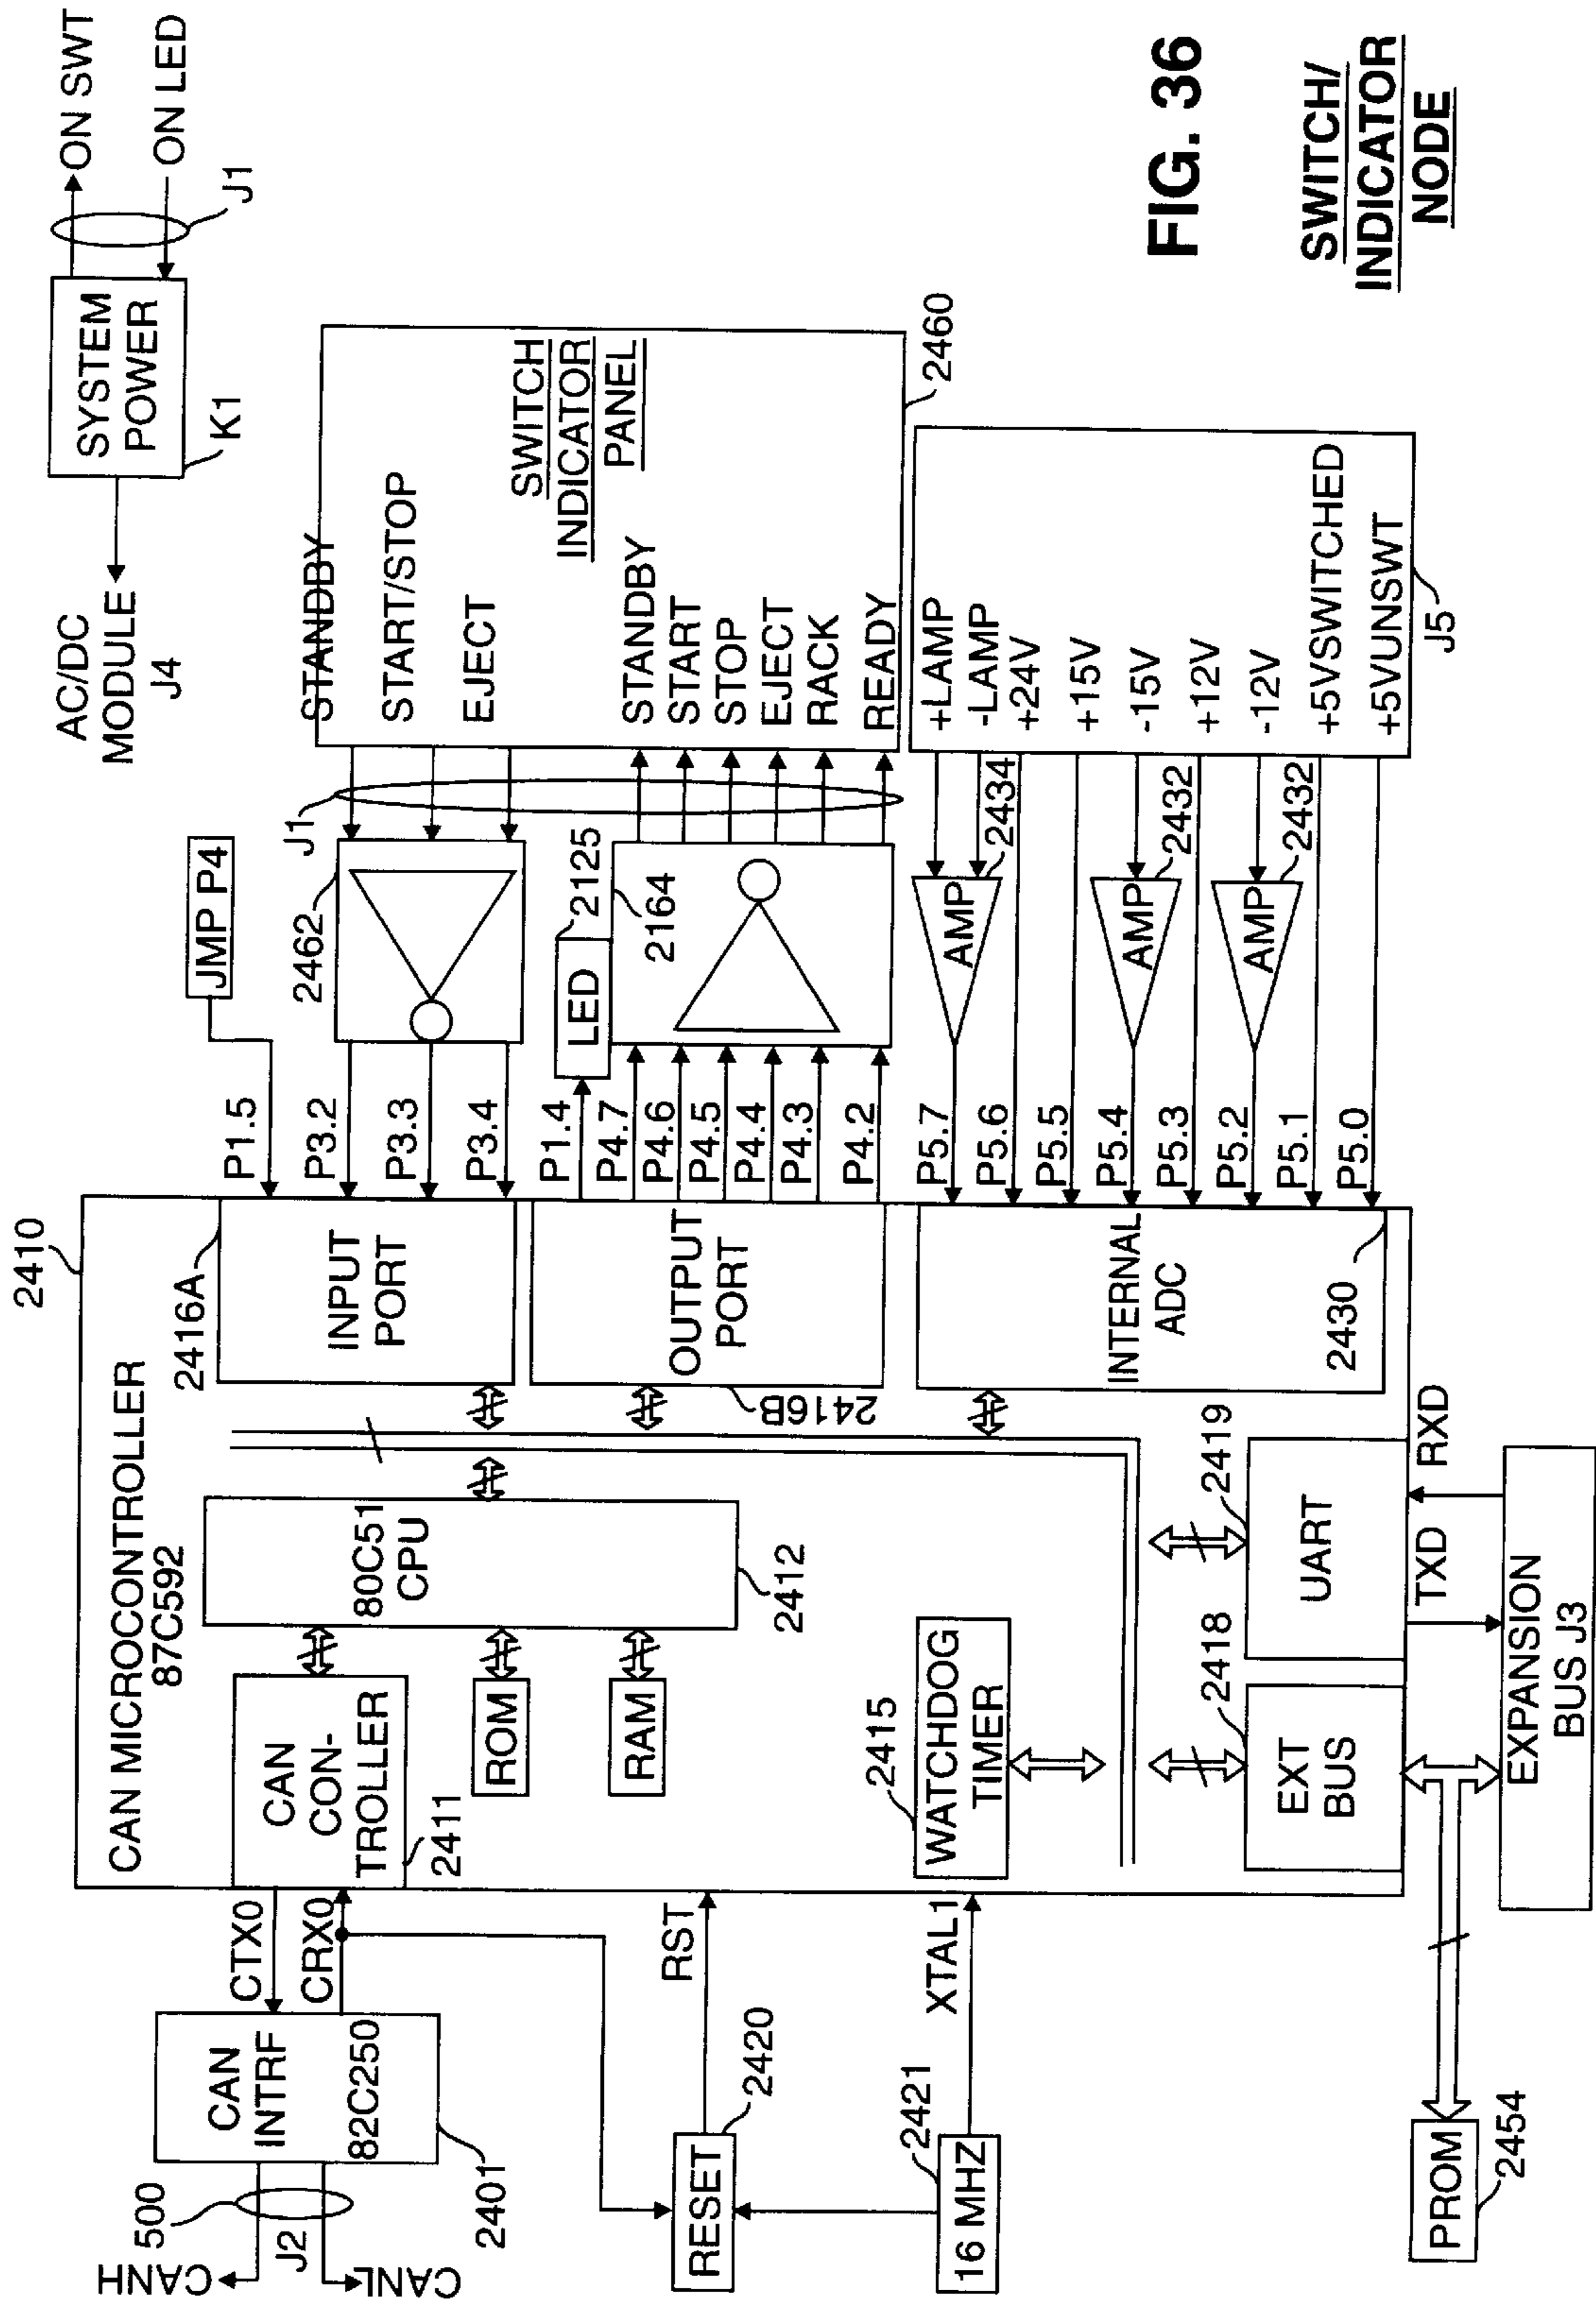 ON SWT
ON LED
J1
SYSTEM
POWER
K1
AC/DC
MODULE
J4
FIG. 36
SWITCH/
INDICATOR
NODE
2410
CAN MICROCONTROLLER
87C592
CAN
CON-
TROLLER
2411
80C51
CPU
2412
ROM
RAM
2415
WATCHDOG
TIMER
2416A
INPUT
PORT
OUTPUT
PORT
2416B
INTERNAL
ADC
2430
2418
EXT
BUS
2419
UART
TXD
RXD
EXPANSION
BUS J3
PROM
2454
500
CANH
J2
CANL
CAN
INTRF
82C250
2401
CTX0
CRX0
RST
RESET
2420
XTAL1
16 MHZ
2421
JMP P4
P1.5
P3.2
P3.3
P3.4
2462
J1
STANDBY
START/STOP
EJECT
SWITCH
INDICATOR
PANEL
2460
P1.4
LED
2125
P4.7
P4.6
P4.5
P4.4
P4.3
P4.2
2164
STANDBY
START
STOP
EJECT
RACK
READY
P5.7
P5.6
P5.5
P5.4
P5.3
P5.2
P5.1
P5.0
AMP
2434
AMP
2432
AMP
2432
+LAMP
-LAMP
+24V
+15V
-15V
+12V
-12V
+5VSWITCHED
+5VUNSWT
J5